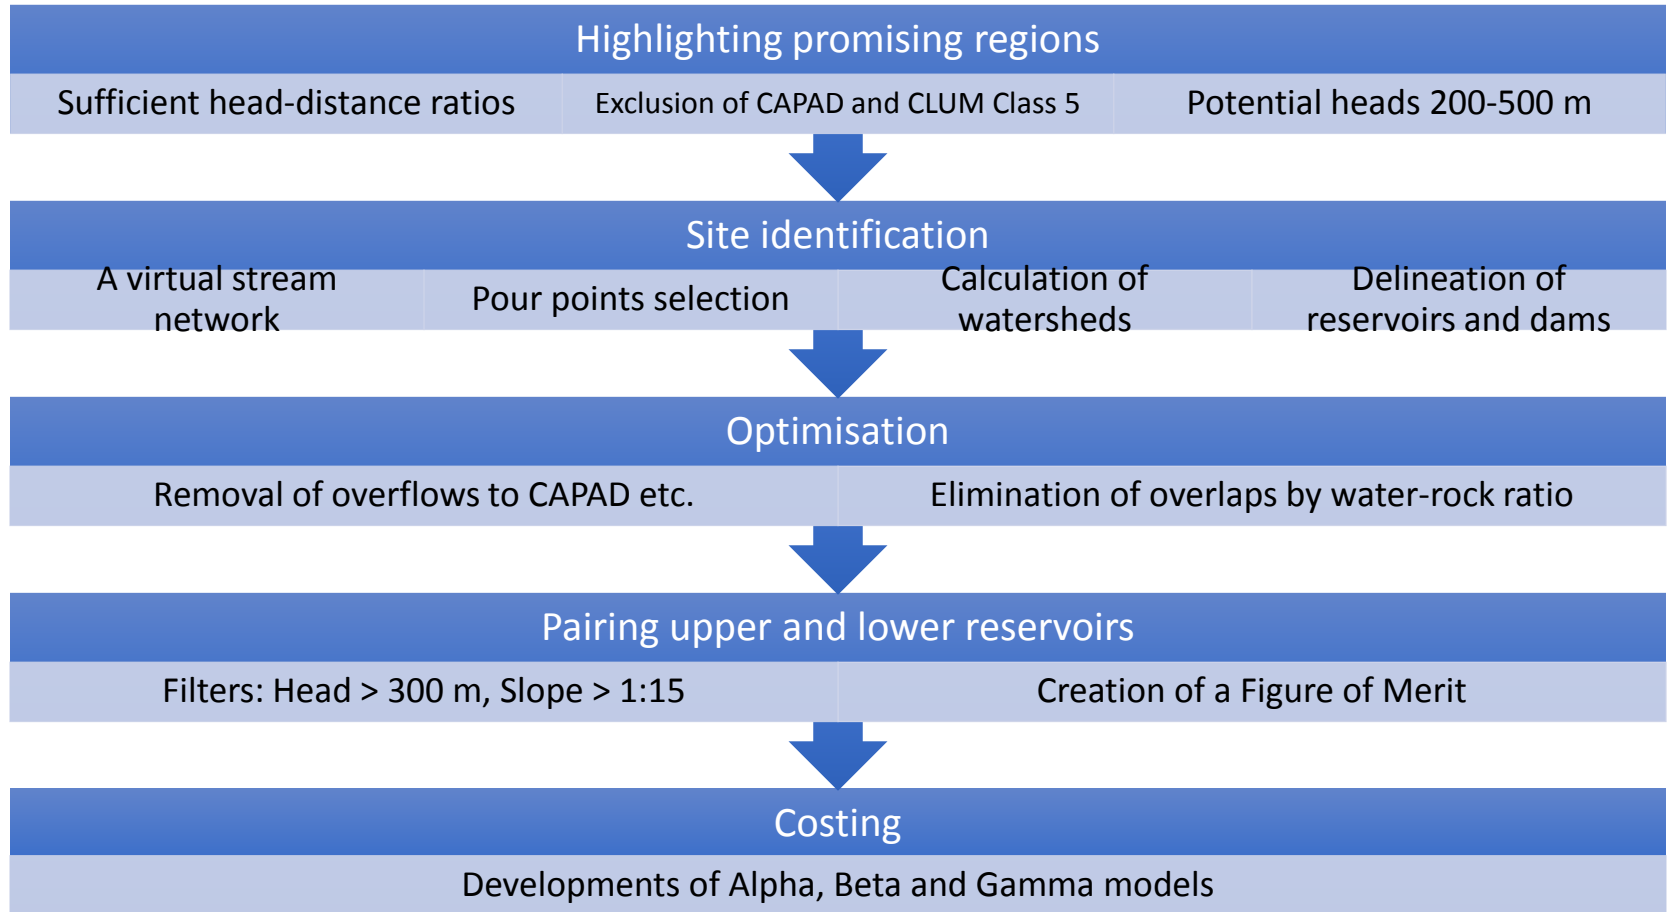 Highlighting promising regions
Sufficient head-distance ratios
Exclusion of CAPAD and CLUM Class 5
Potential heads 200-500 m
Site identification
A virtual stream
network
Pour points selection
Calculation of
watersheds
Delineation of
reservoirs and dams
Optimisation
Removal of overflows to CAPAD etc.
Elimination of overlaps by water-rock ratio
Pairing upper and lower reservoirs
Filters: Head > 300 m, Slope > 1:15
Creation of a Figure of Merit
Costing
Developments of Alpha, Beta and Gamma models